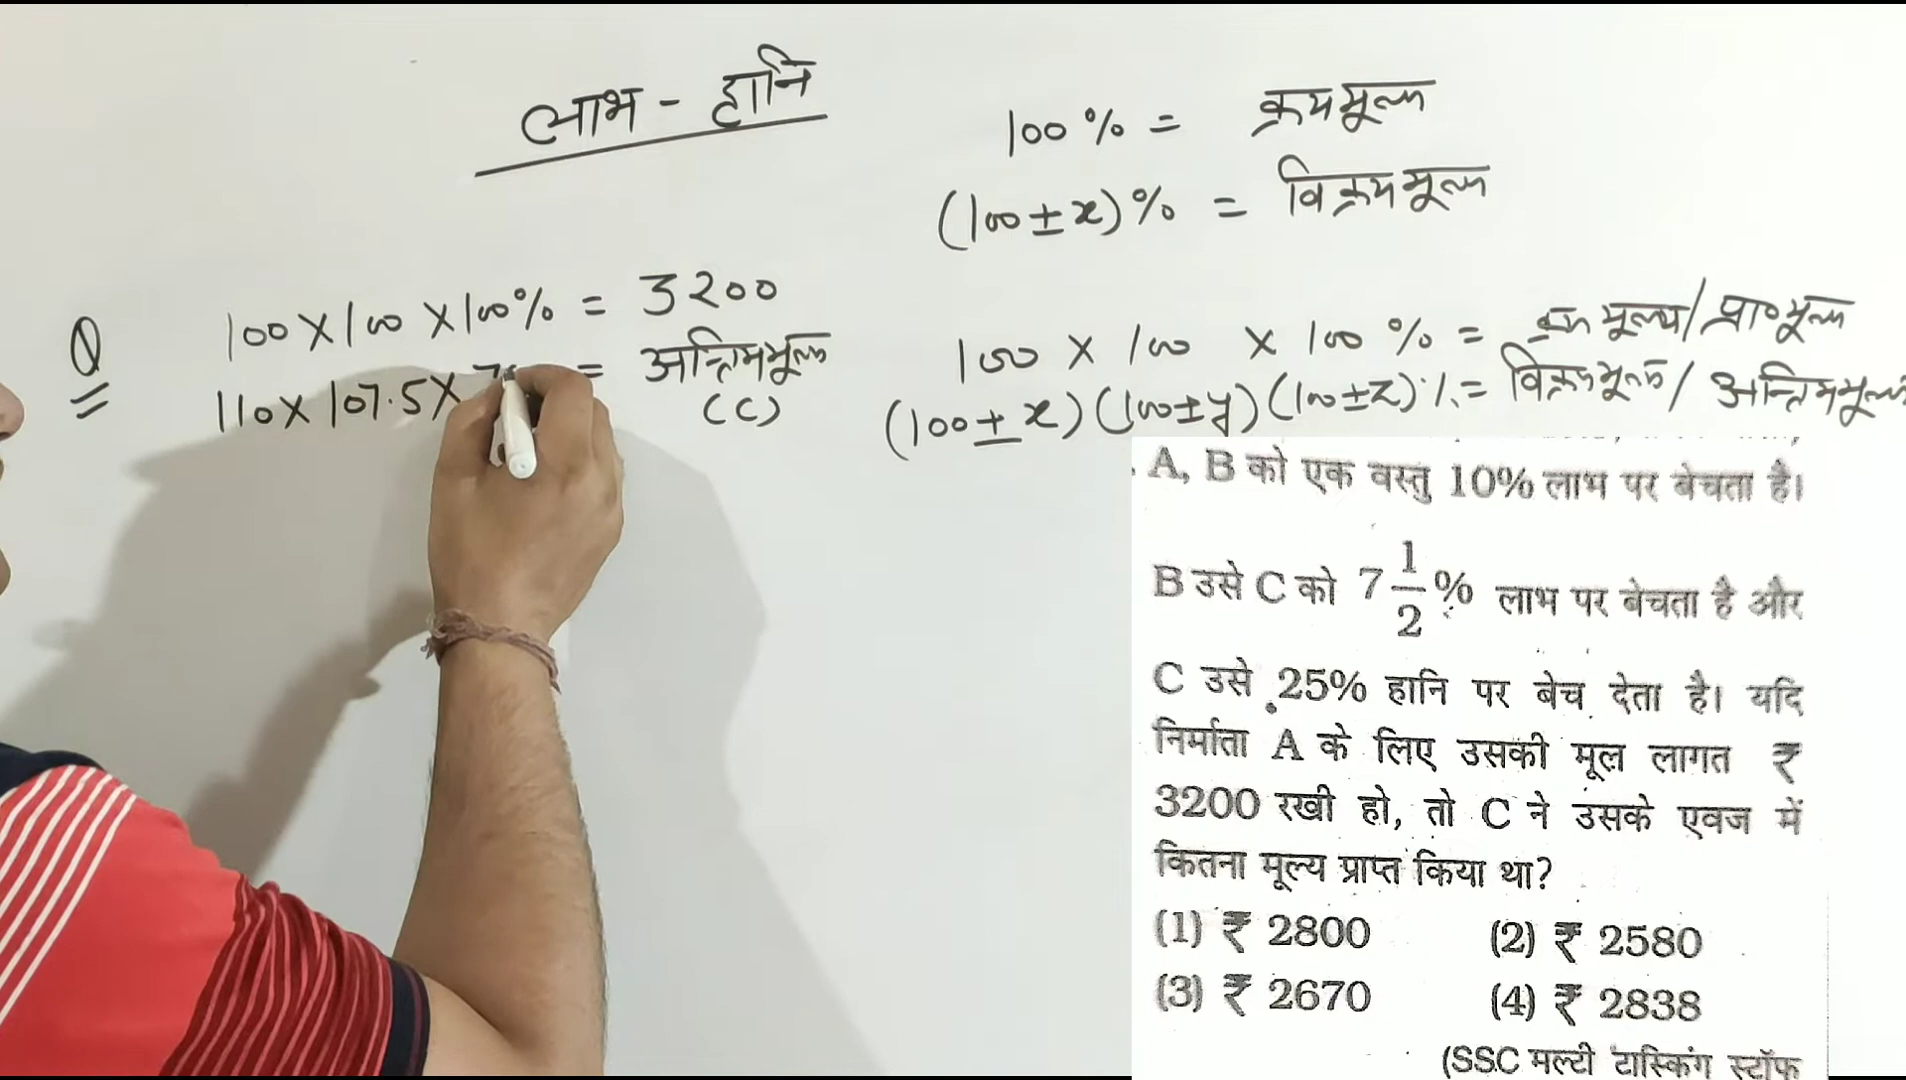 लाभ - हानि
100 % = क्रयमूल्य
(100 ± x) % = विक्रयमूल्य
Q
100 X 100 X 100% = 3200
110 X 107.5 X = अन्तिममूल्य
(C)
100 X 100 X 100 % = क्रय मूल्य / प्रा० मूल्य
(100 ± x) (100 ± y) (100 ± z) % = विक्रयमूल्य / अन्तिममूल्य
. A, B को एक वस्तु 10% लाभ पर बेचता है।
B उसे C को 7 1/2 % लाभ पर बेचता है और
C उसे 25% हानि पर बेच देता है। यदि
निर्माता A के लिए उसकी मूल लागत ₹
3200 रखी हो, तो C ने उसके एवज में
कितना मूल्य प्राप्त किया था?
(1) ₹ 2800 (2) ₹ 2580
(3) ₹ 2670 (4) ₹ 2838
(SSC मल्टी टास्किंग स्टॉफ